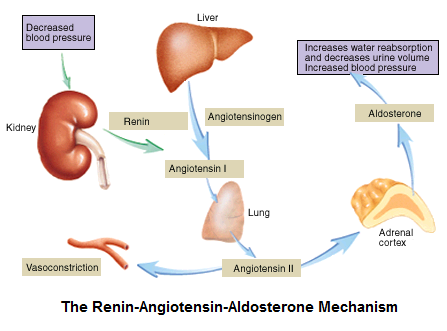 Liver
Decreased
blood pressure
Increases water reabsorption
and decreases urine volume
Increased blood pressure
Kidney
Renin
Angiotensinogen
Aldosterone
Angiotensin I
Lung
Adrenal
cortex
Vasoconstriction
Angiotensin II
The Renin-Angiotensin-Aldosterone Mechanism